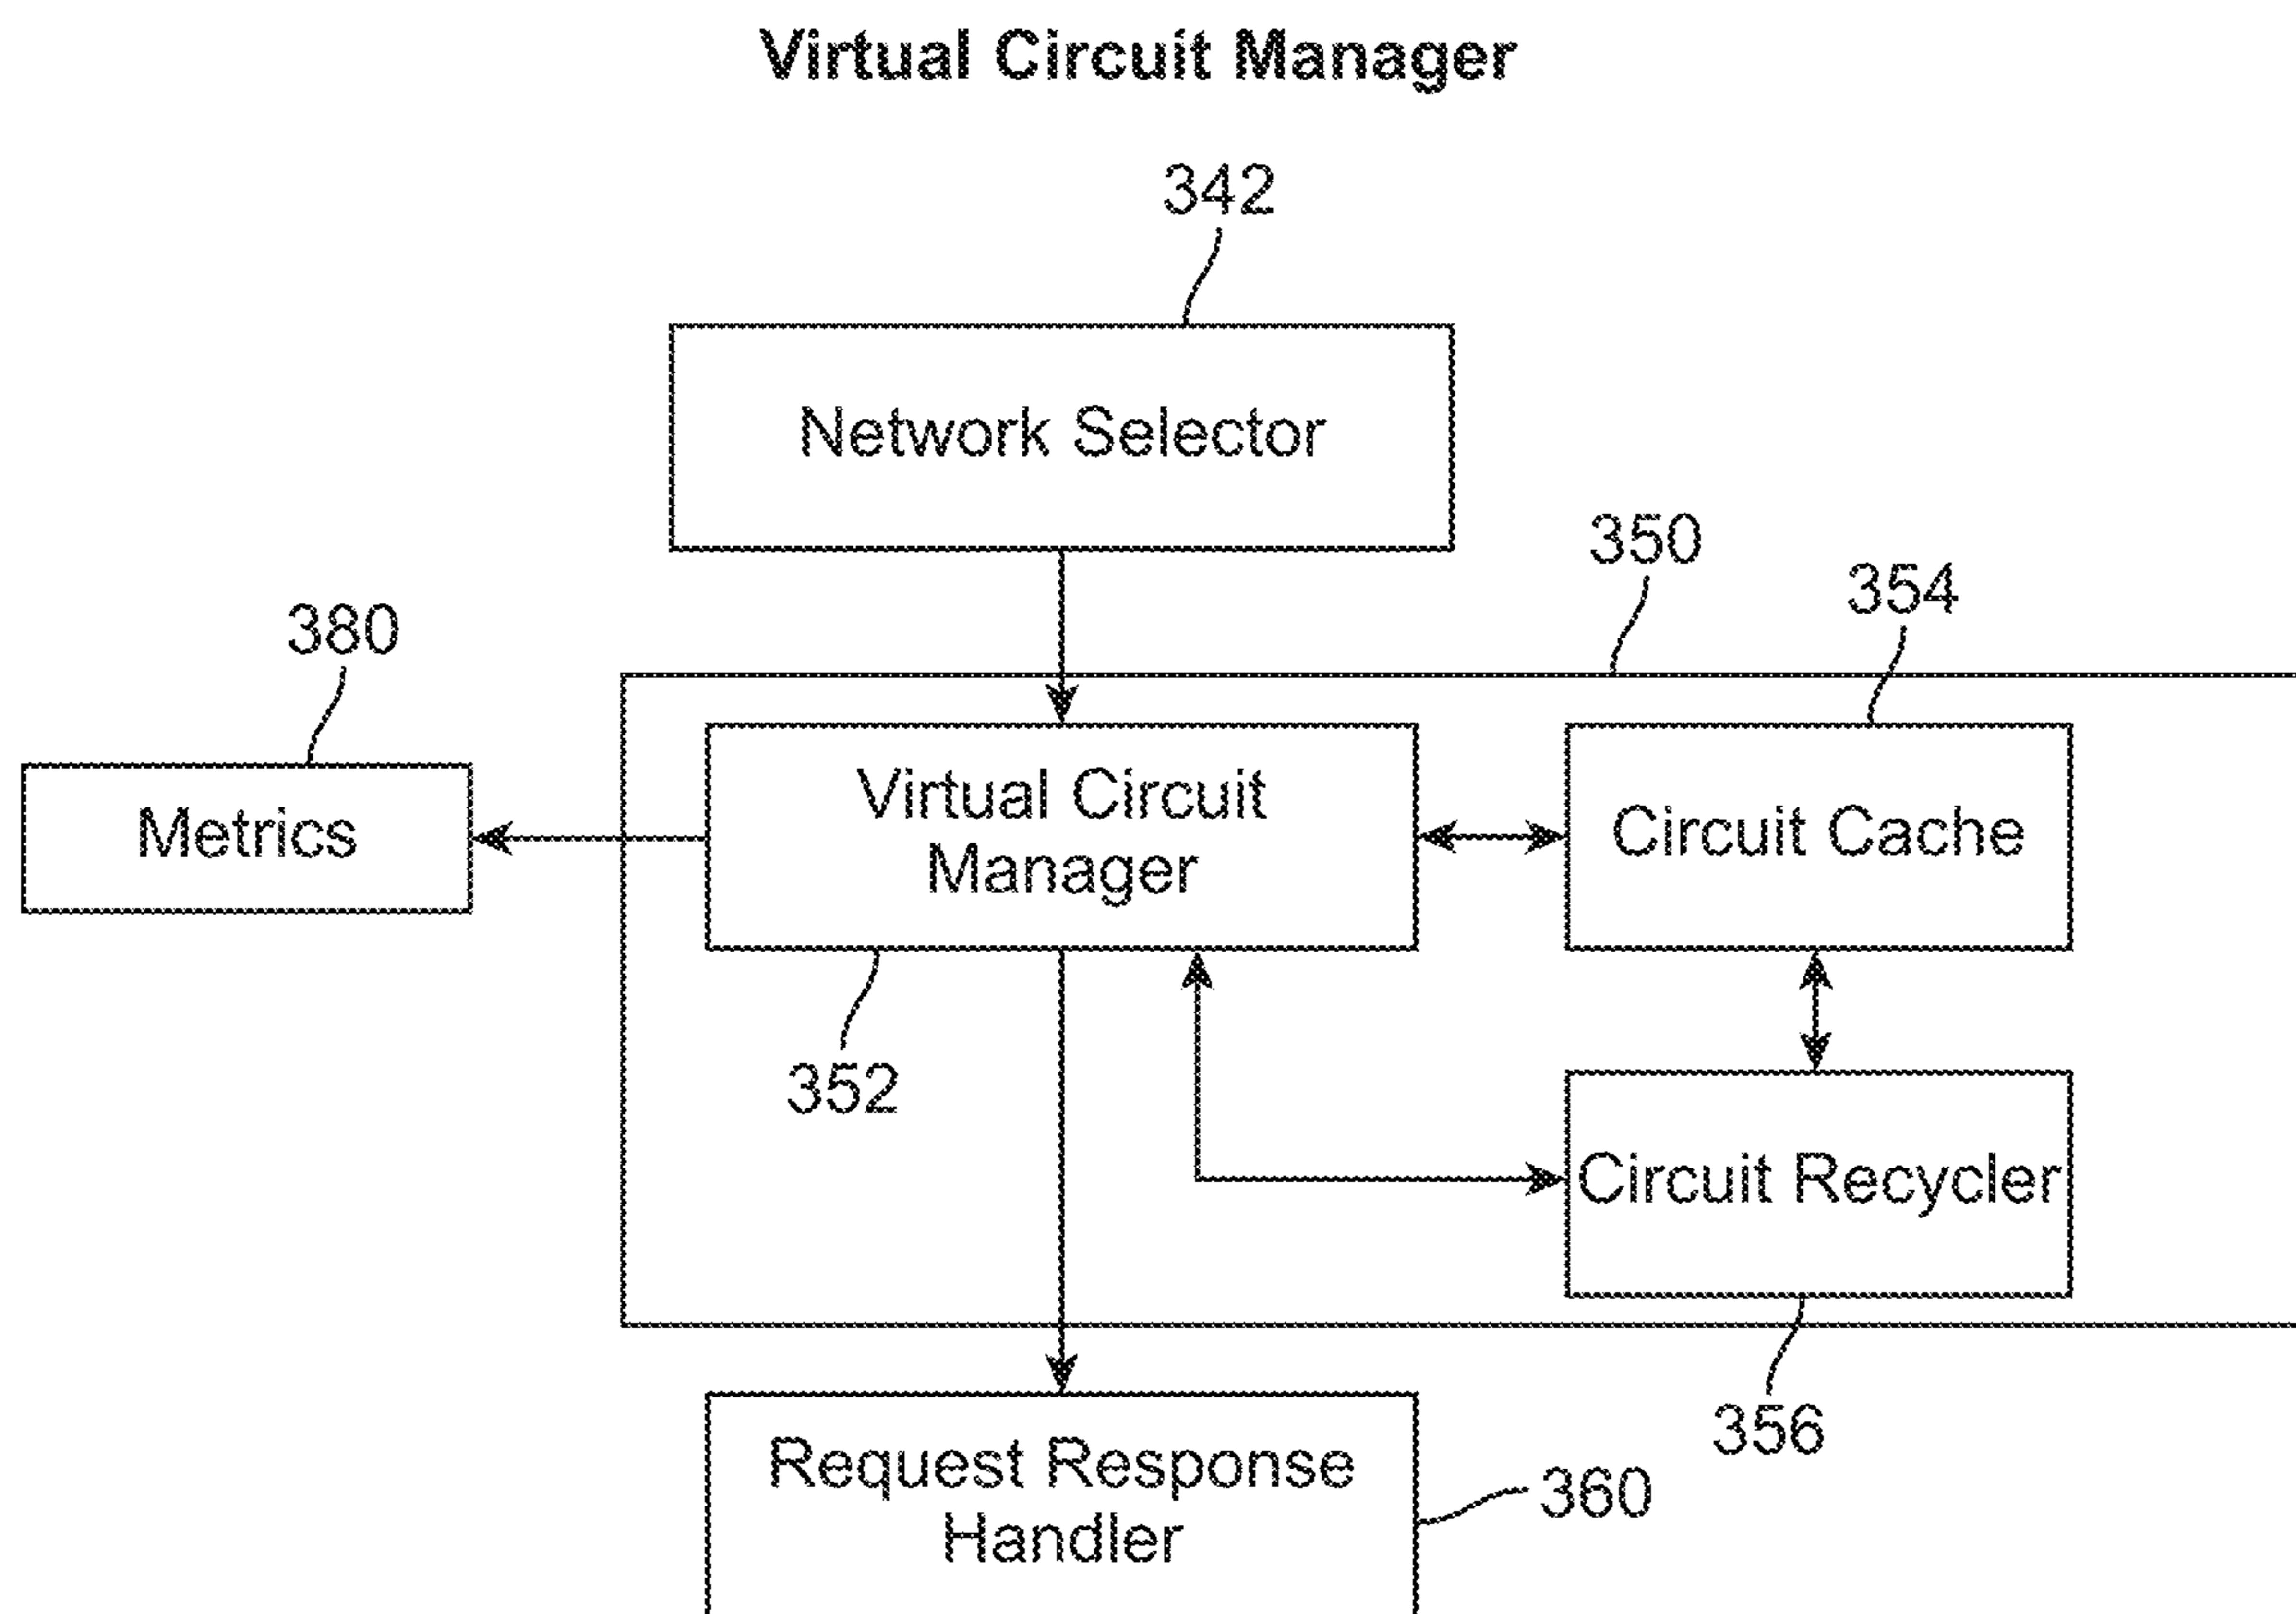 Virtual Circuit Manager
342
Network Selector
350
354
380
Metrics
Virtual Circuit
Manager
Circuit Cache
352
Circuit Recycler
356
Request Response
Handler
360